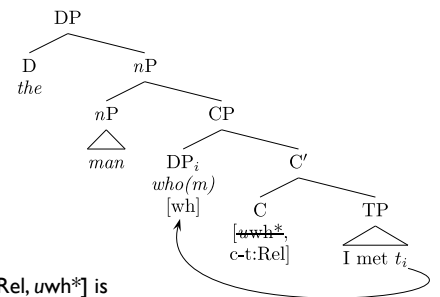 DP
D nP
the
nP CP
man DPi C′
who(m)
[wh] C TP
[uwh*, I met ti
c-t:Rel]
Rel, uwh*] is